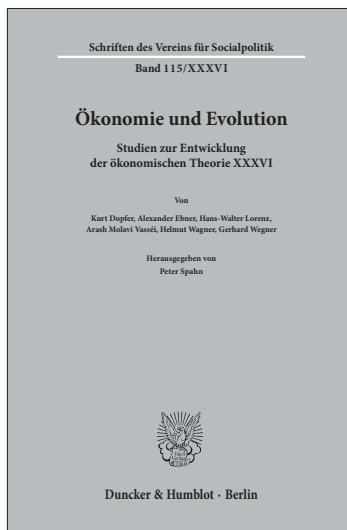 Schriften des Vereins für Socialpolitik
Band 115/XXXVI
Ökonomie und Evolution
Studien zur Entwicklung
der ökonomischen Theorie XXXVI
Von
Kurt Dopfer, Alexander Ebner, Hans-Walter Lorenz,
Arash Molavi Vasséi, Helmut Wagner, Gerhard Wegner
Herausgegeben von
Peter Spahn
Duncker & Humblot · Berlin